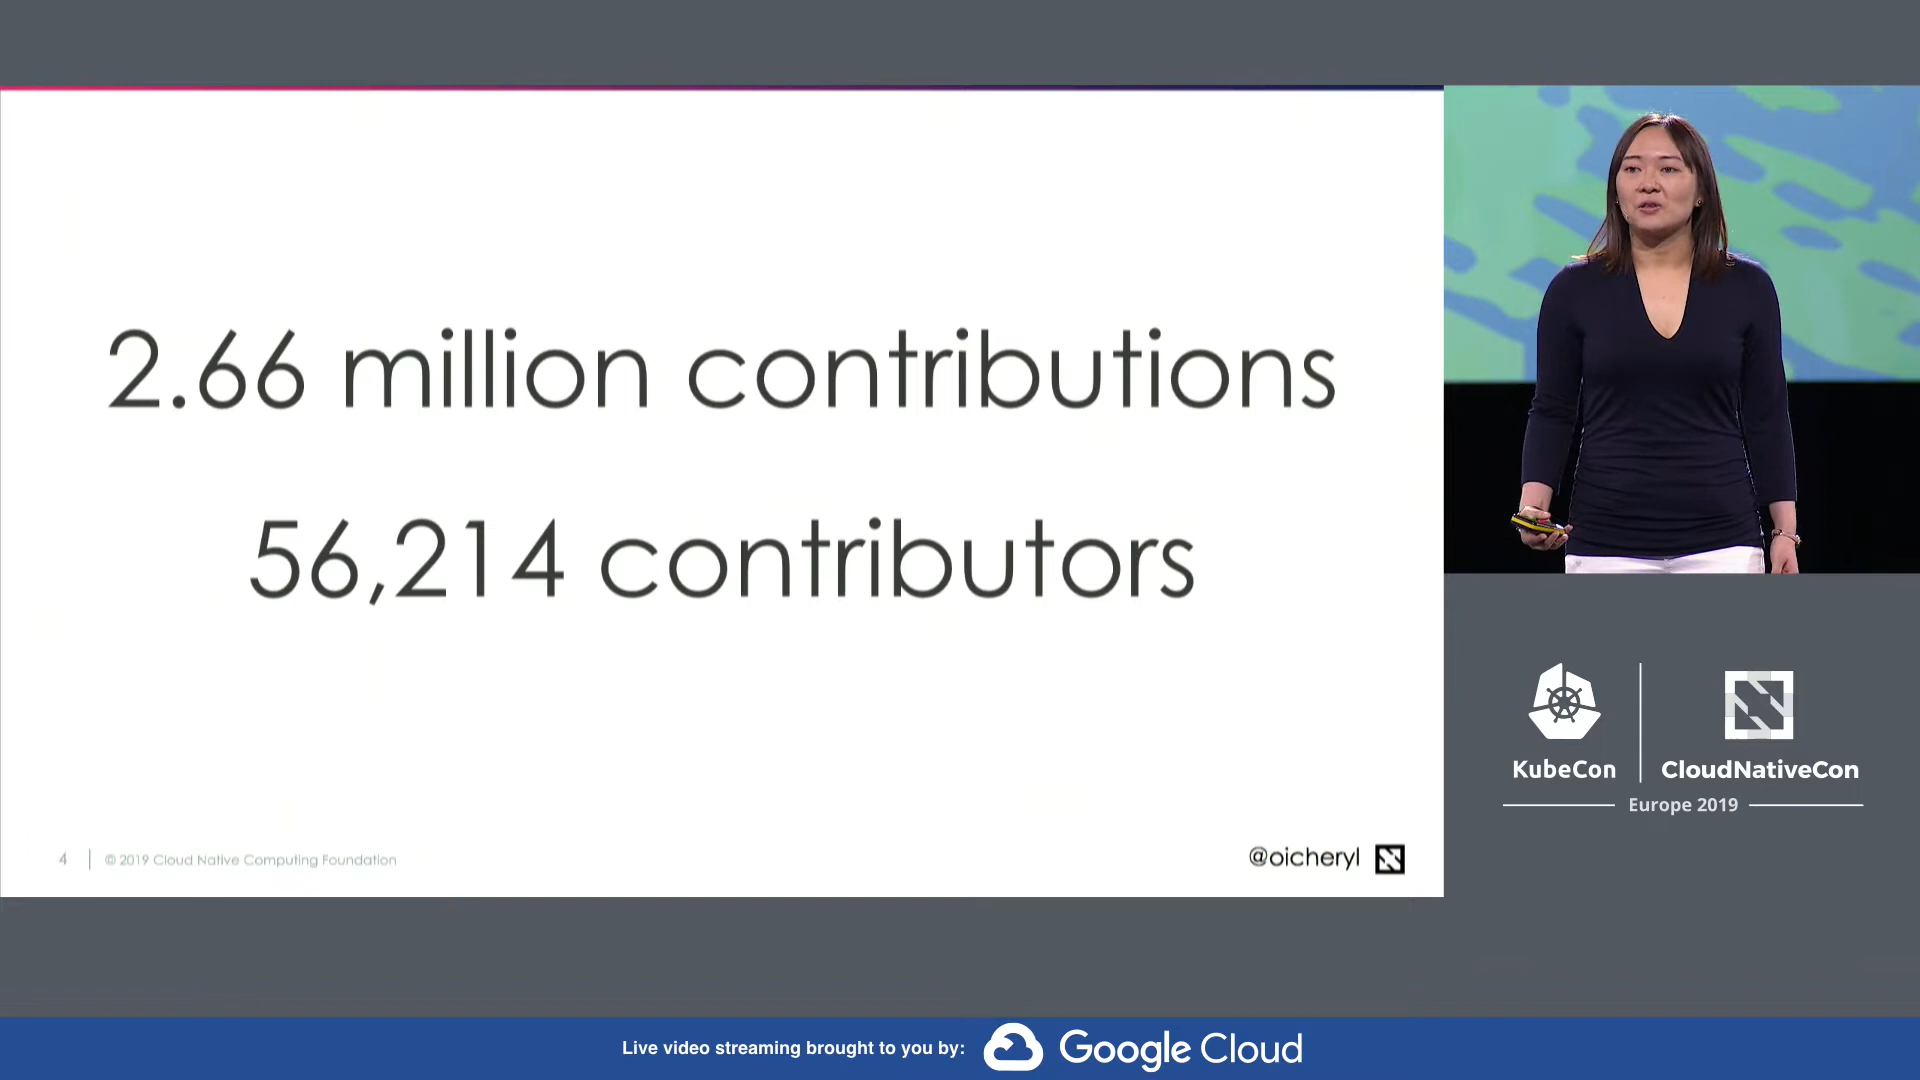 2.66 million contributions
56,214 contributors
4
© 2019 Cloud Native Computing Foundation
@oicheryl
KubeCon
CloudNativeCon
Europe 2019
Live video streaming brought to you by:
Google Cloud